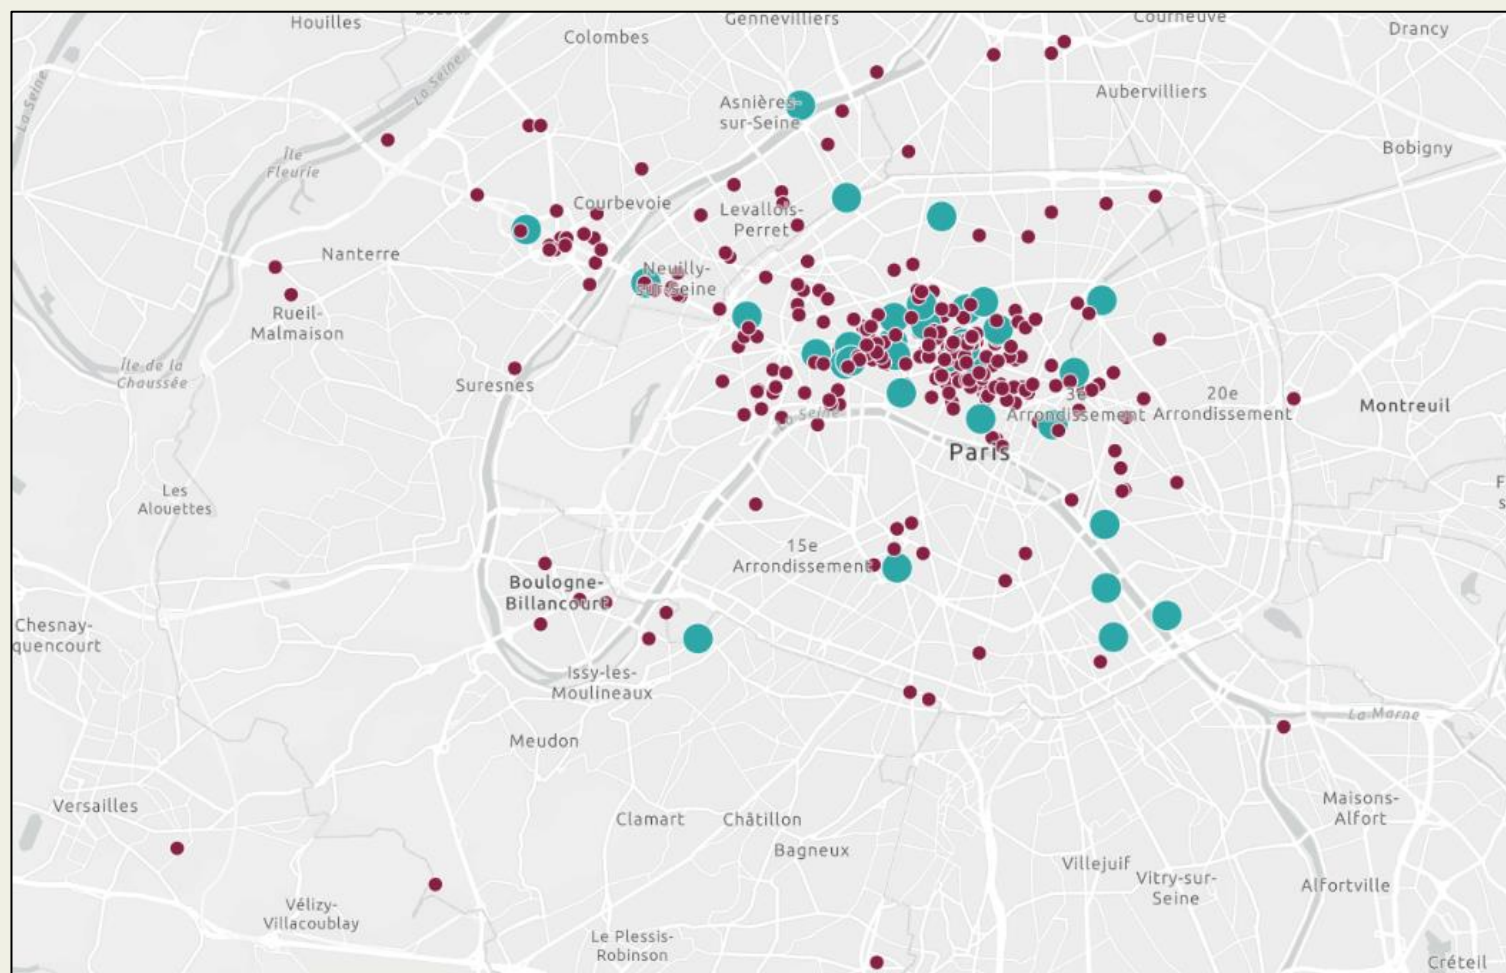 Houilles
Gennevilliers
Courneuve
Colombes
Drancy
La Seine
La Seine
Asnières-
sur-Seine
Aubervilliers
Île
Fleurie
Bobigny
Courbevoie
Levallois-
Perret
Nanterre
Neuilly-
sur-Seine
Rueil-
Malmaison
Île de la
Chaussée
Suresnes
3e
Arrondissement
20e
Arrondissement
Montreuil
La Seine
Paris
Les
Alouettes
15e
Arrondissement
Boulogne-
Billancourt
Chesnay-
quencourt
Issy-les-
Moulineaux
Meudon
La Marne
Versailles
Clamart
Châtillon
Maisons-
Alfort
Bagneux
Villejuif
Vitry-sur-
Seine
Alfortville
Vélizy-
Villacoublay
Le Plessis-
Robinson
Créteil